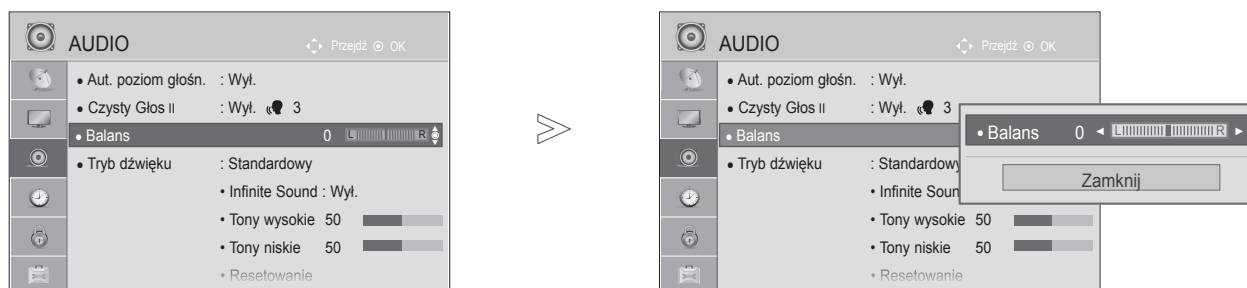 AUDIO Przejdź OK
• Aut. poziom głośn. : Wył.
• Czysty Głos II : Wył. 3
• Balans 0 L R
• Tryb dźwięku : Standardowy
• Infinite Sound : Wył.
• Tony wysokie 50
• Tony niskie 50
• Resetowanie
>
AUDIO Przejdź OK
• Aut. poziom głośn. : Wył.
• Czysty Głos II : Wył. 3
• Balans
• Tryb dźwięku : Standardowy
• Infinite Soun
• Tony wysokie 50
• Tony niskie 50
• Resetowanie
• Balans 0 ◄ L R ►
Zamknij